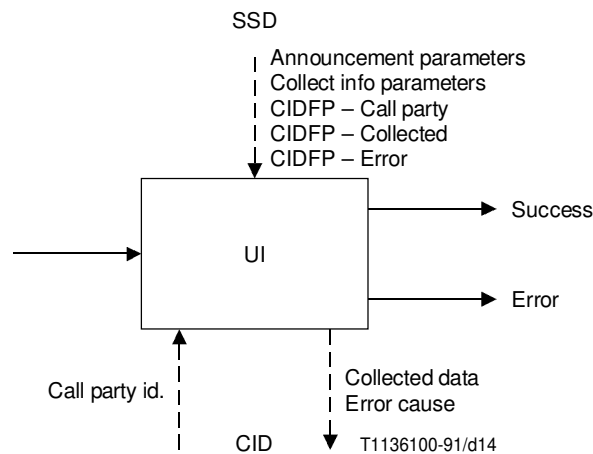 SSD
Announcement parameters
Collect info parameters
CIDFP – Call party
CIDFP – Collected
CIDFP – Error
Success
UI
Error
Call party id.
Collected data
Error cause
CID
T1136100-91/d14